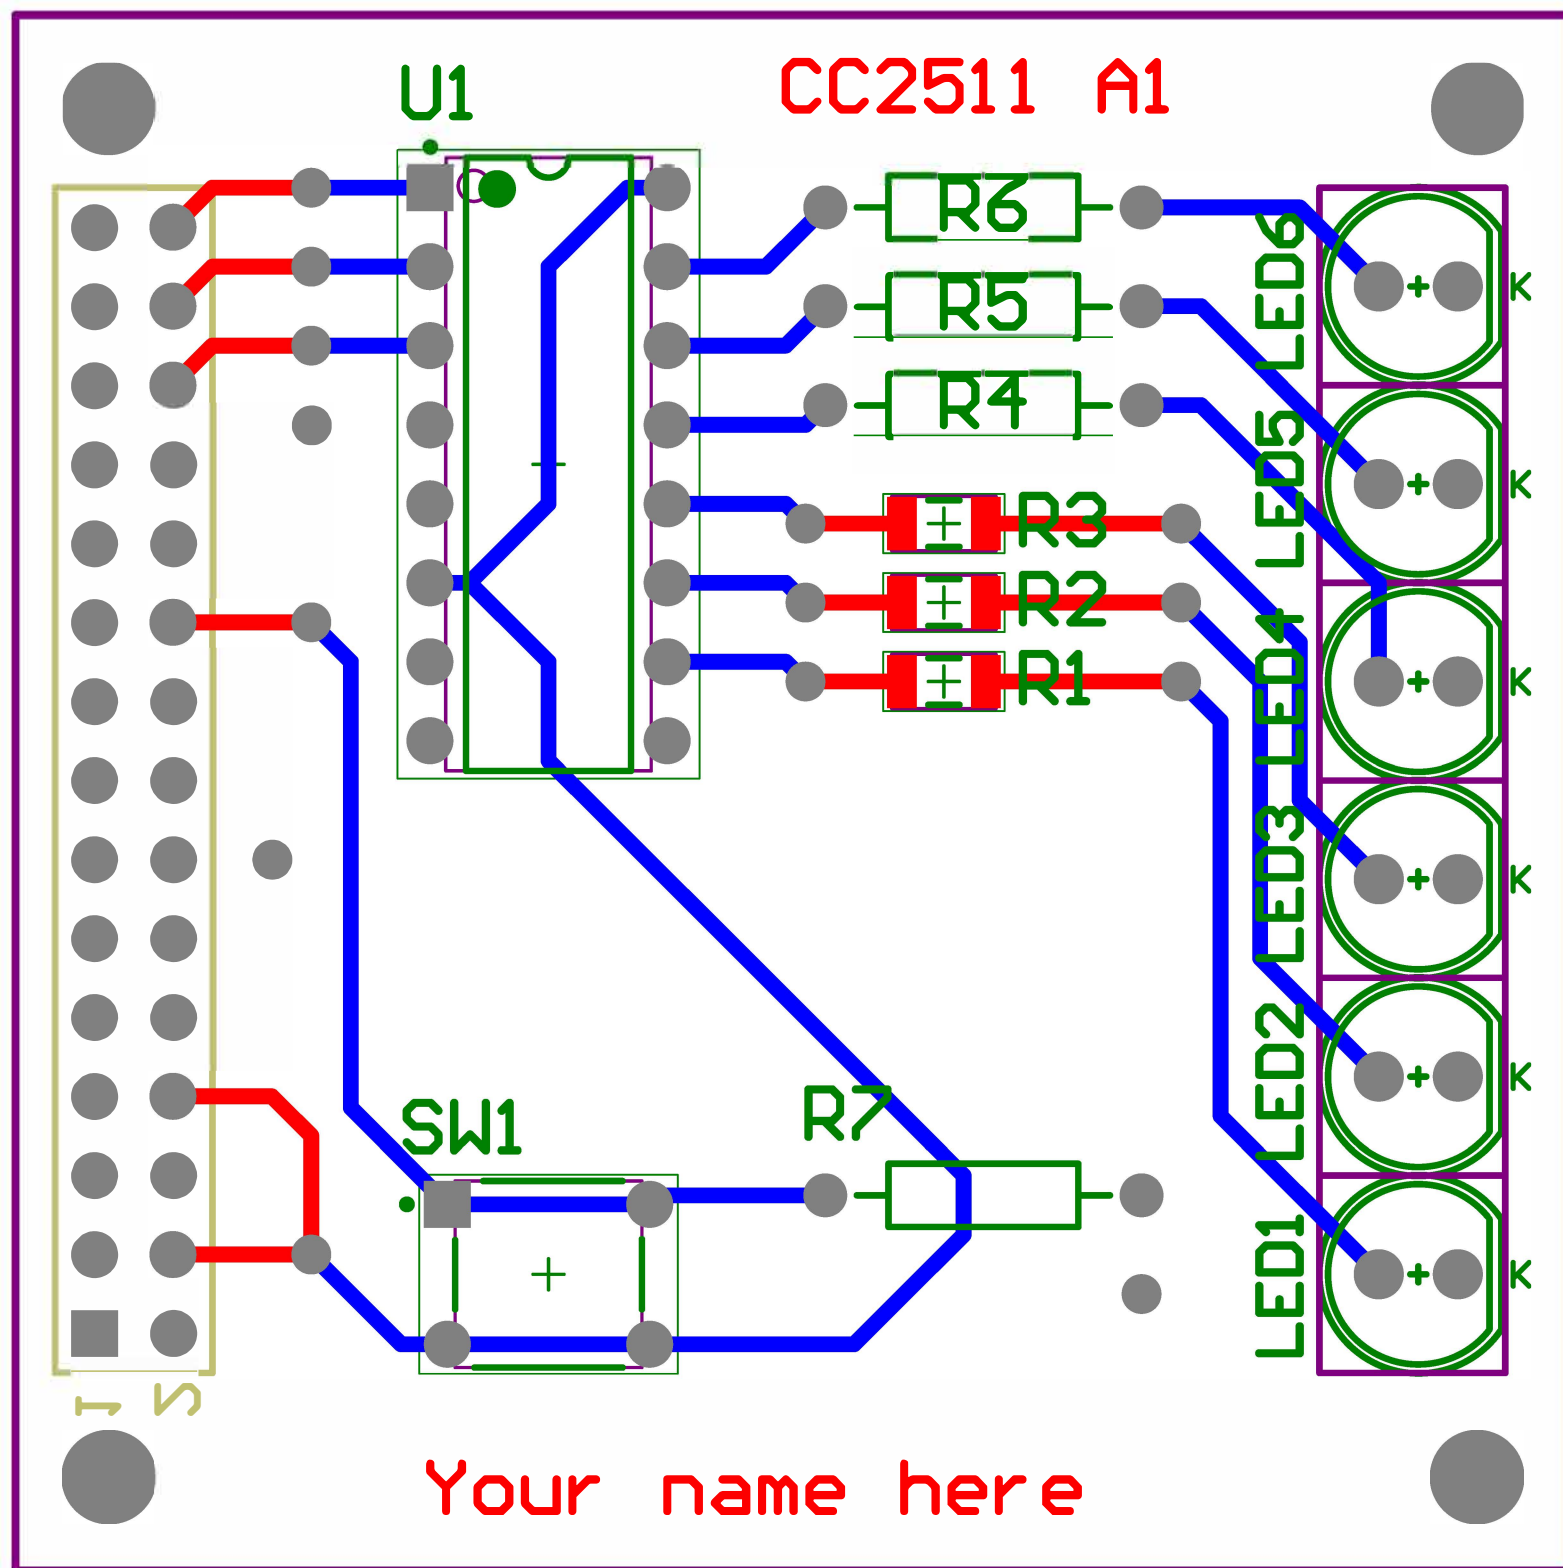 U1
CC2511 A1
R6
R5
R4
R3
R2
R1
LED6
K
LED5
K
LED4
K
LED3
K
LED2
K
LED1
K
SW1
R7
1
2
Your name here